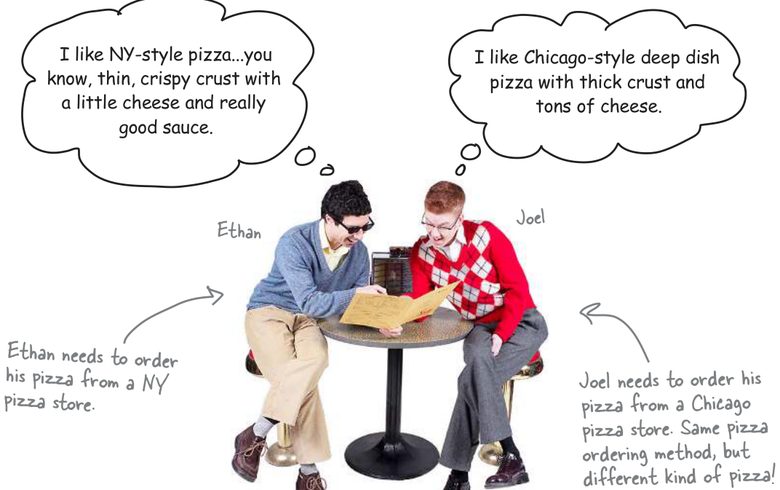 I like NY-style pizza...you
know, thin, crispy crust with
a little cheese and really
good sauce.
I like Chicago-style deep dish
pizza with thick crust and
tons of cheese.
Ethan
Joel
Ethan needs to order
his pizza from a NY
pizza store.
Joel needs to order his
pizza from a Chicago
pizza store. Same pizza
ordering method, but
different kind of pizza!